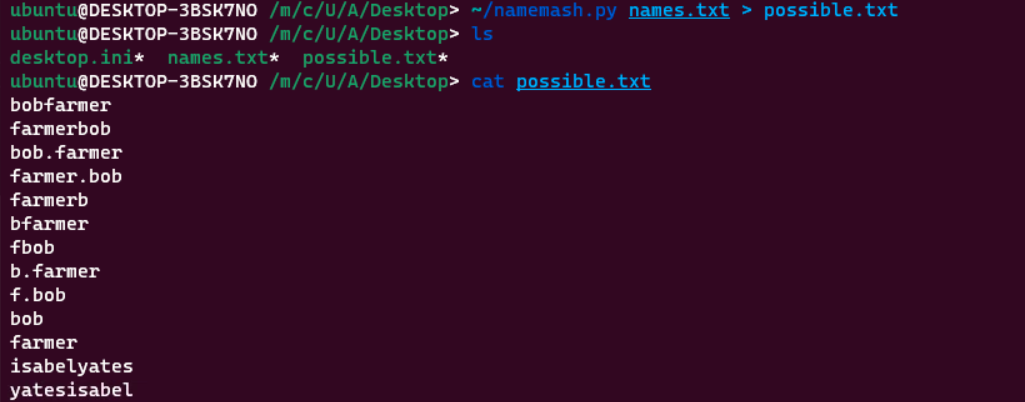 ubuntu@DESKTOP-3BSK7NO /m/c/U/A/Desktop> ~/namemash.py names.txt > possible.txt
ubuntu@DESKTOP-3BSK7NO /m/c/U/A/Desktop> ls
desktop.ini* names.txt* possible.txt*
ubuntu@DESKTOP-3BSK7NO /m/c/U/A/Desktop> cat possible.txt
bobfarmer
farmerbob
bob.farmer
farmer.bob
farmerb
bfarmer
fbob
b.farmer
f.bob
bob
farmer
isabelyates
yatesisabel